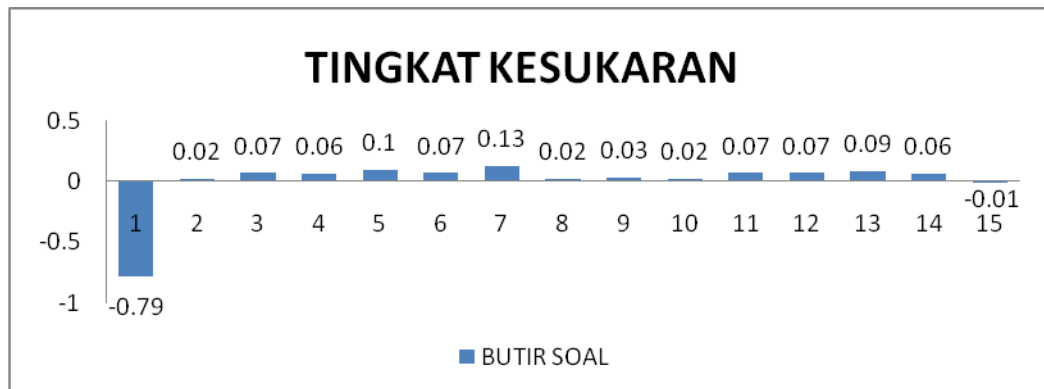 TINGKAT KESUKARAN
0.5
0
-0.5
-1
-0.79 0.02 0.07 0.06 0.1 0.07 0.13 0.02 0.03 0.02 0.07 0.07 0.09 0.06 -0.01
1 2 3 4 5 6 7 8 9 10 11 12 13 14 15
BUTIR SOAL